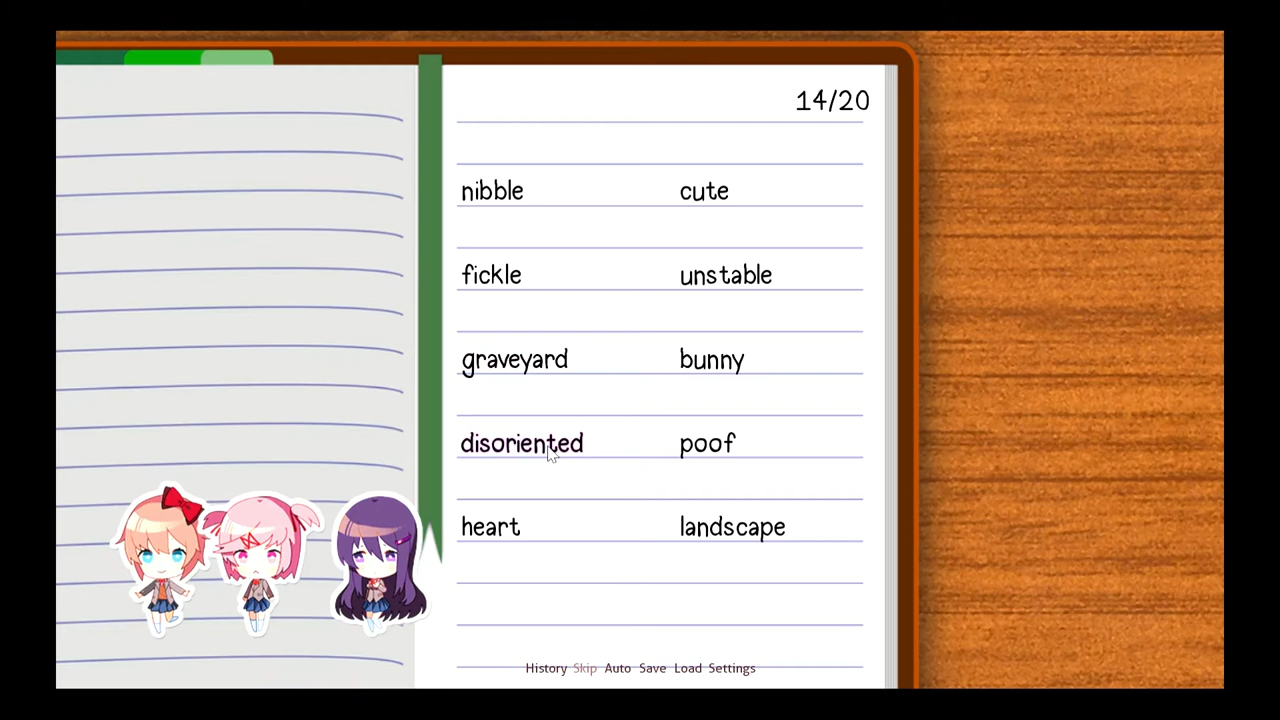 14/20
nibble cute
fickle unstable
graveyard bunny
disoriented poof
heart landscape
History Skip Auto Save Load Settings